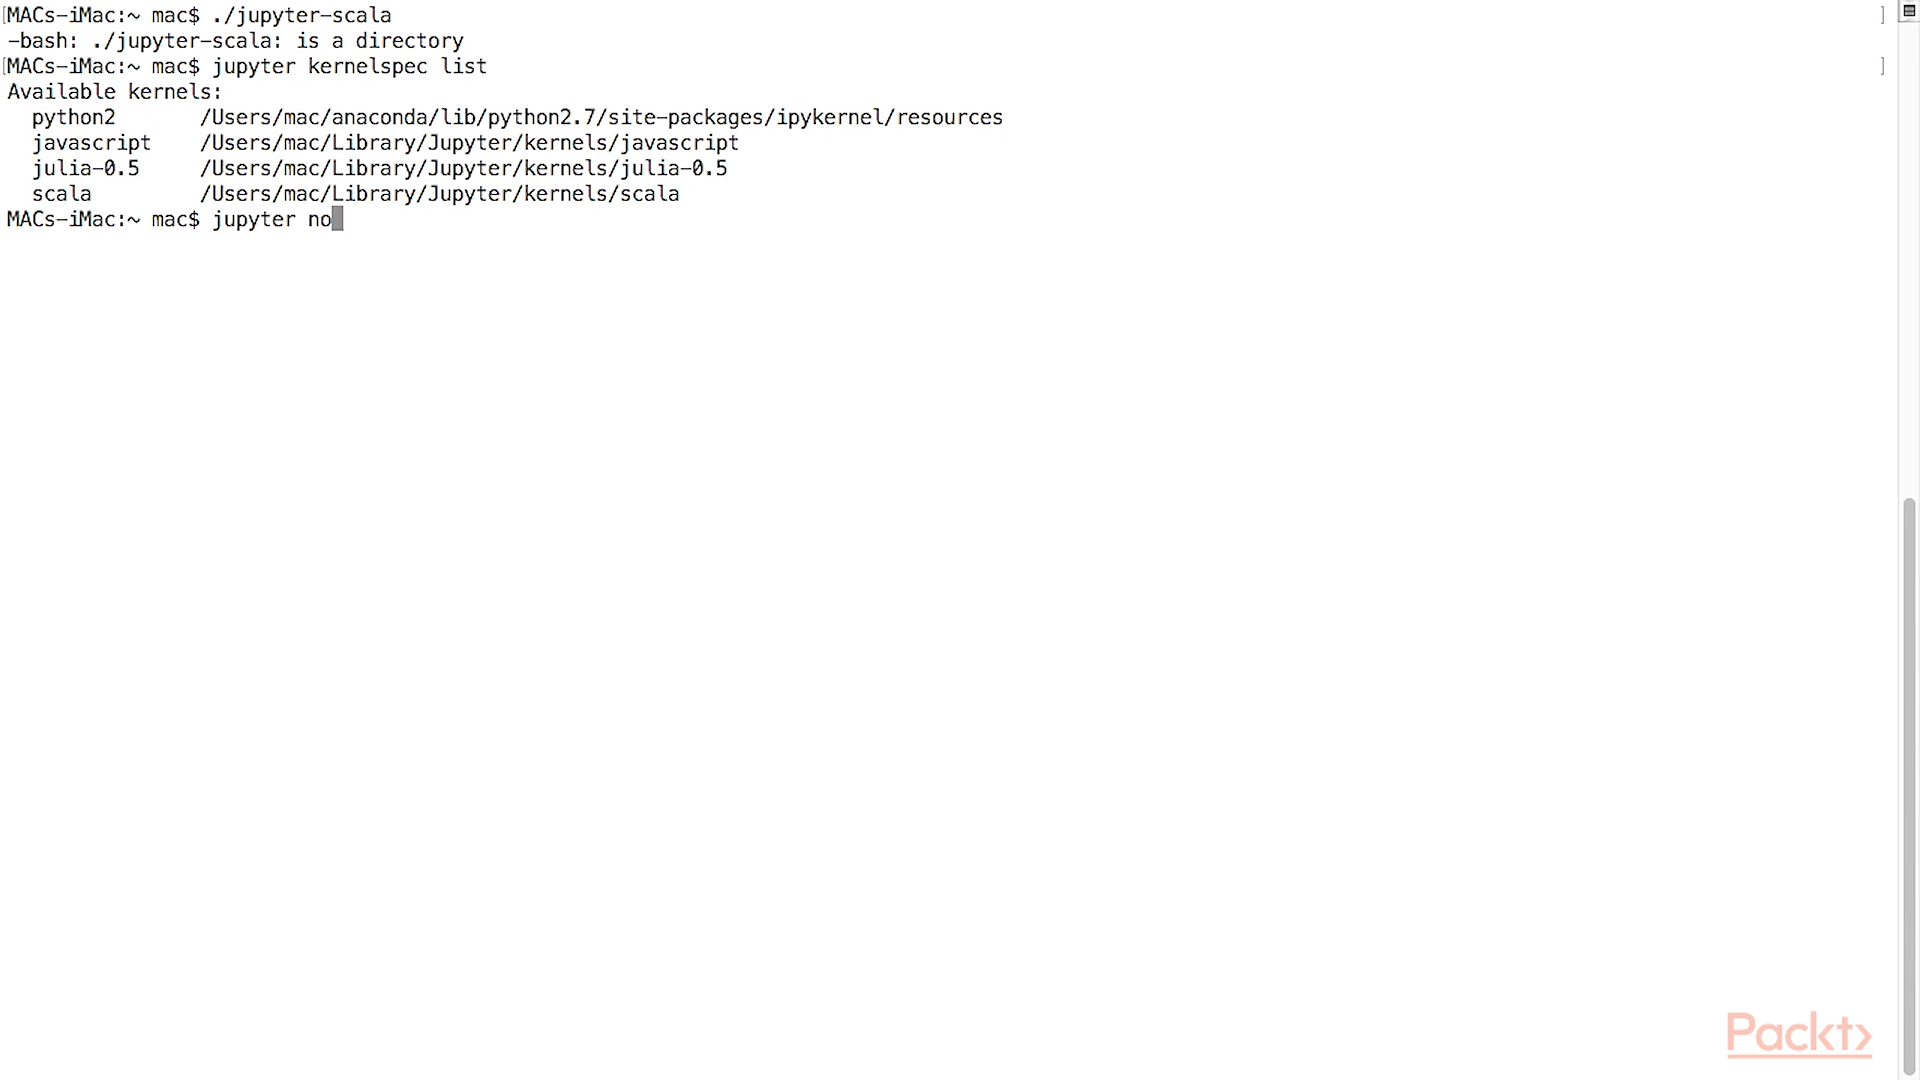 [MACs-iMac:~ mac$ ./jupyter-scala ]
-bash: ./jupyter-scala: is a directory
[MACs-iMac:~ mac$ jupyter kernelspec list ]
Available kernels:
  python2       /Users/mac/anaconda/lib/python2.7/site-packages/ipykernel/resources
  javascript    /Users/mac/Library/Jupyter/kernels/javascript
  julia-0.5     /Users/mac/Library/Jupyter/kernels/julia-0.5
  scala         /Users/mac/Library/Jupyter/kernels/scala
MACs-iMac:~ mac$ jupyter no
Packt>